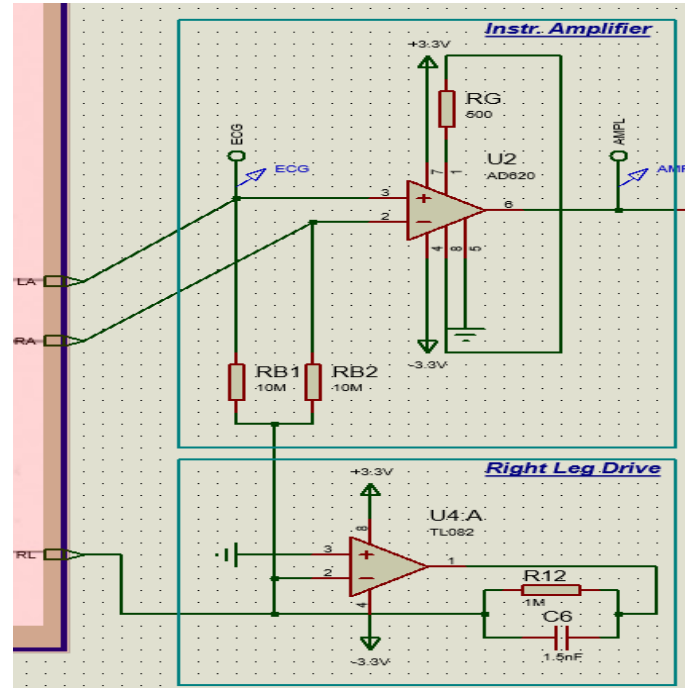 Instr. Amplifier
+3.3V
RG
500
ECG
ECG
U2
AD620
7
1
3
2
6
4
8
5
AMPL
LA
RA
-3.3V
RB1
10M
RB2
10M
Right Leg Drive
+3.3V
U4:A
TL082
8
3
2
1
4
RL
R12
1M
C6
1.5nF
-3.3V